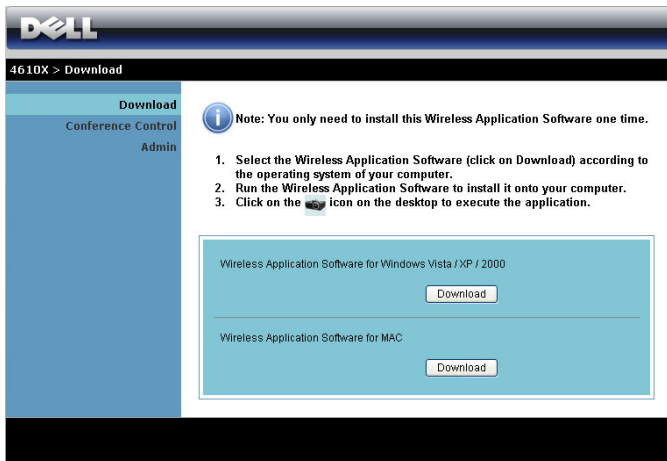 DELL
4610X > Download
Download
Conference Control
Admin
Note: You only need to install this Wireless Application Software one time.
1. Select the Wireless Application Software (click on Download) according to
the operating system of your computer.
2. Run the Wireless Application Software to install it onto your computer.
3. Click on the icon on the desktop to execute the application.
Wireless Application Software for Windows Vista / XP / 2000
Download
Wireless Application Software for MAC
Download